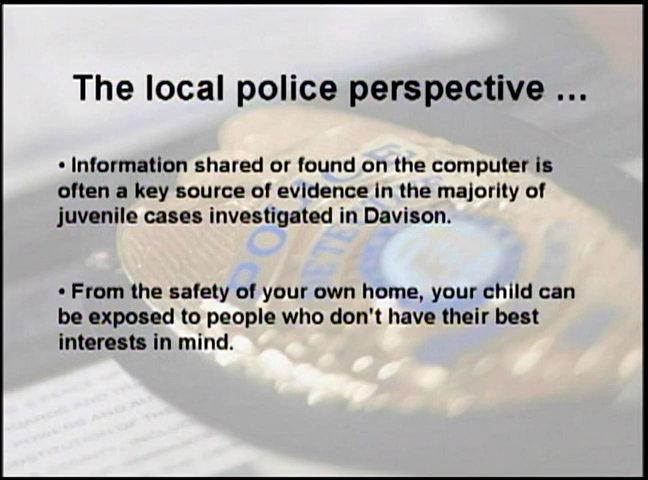 The local police perspective ...
• Information shared or found on the computer is
often a key source of evidence in the majority of
juvenile cases investigated in Davison.
• From the safety of your own home, your child can
be exposed to people who don't have their best
interests in mind.
POLICE